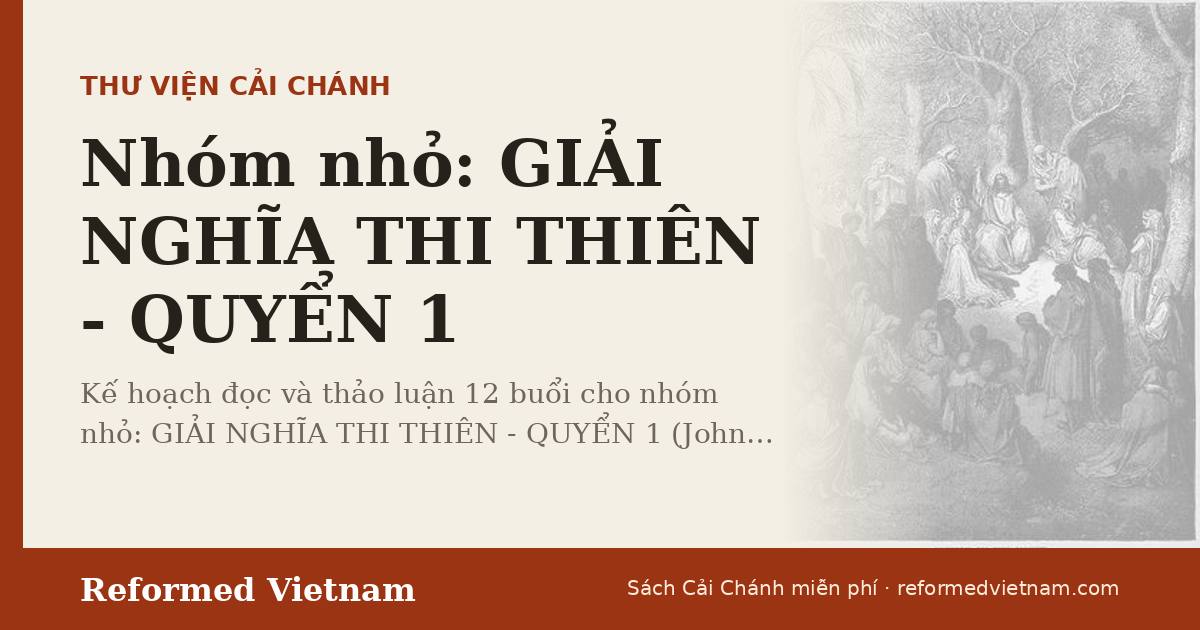 THƯ VIỆN CẢI CHÁNH
Nhóm nhỏ: GIẢI
NGHĨA THI THIÊN
- QUYỂN 1
Kế hoạch đọc và thảo luận 12 buổi cho nhóm
nhỏ: GIẢI NGHĨA THI THIÊN - QUYỂN 1 (John…
Reformed Vietnam
Sách Cải Chánh miễn phí · reformedvietnam.com